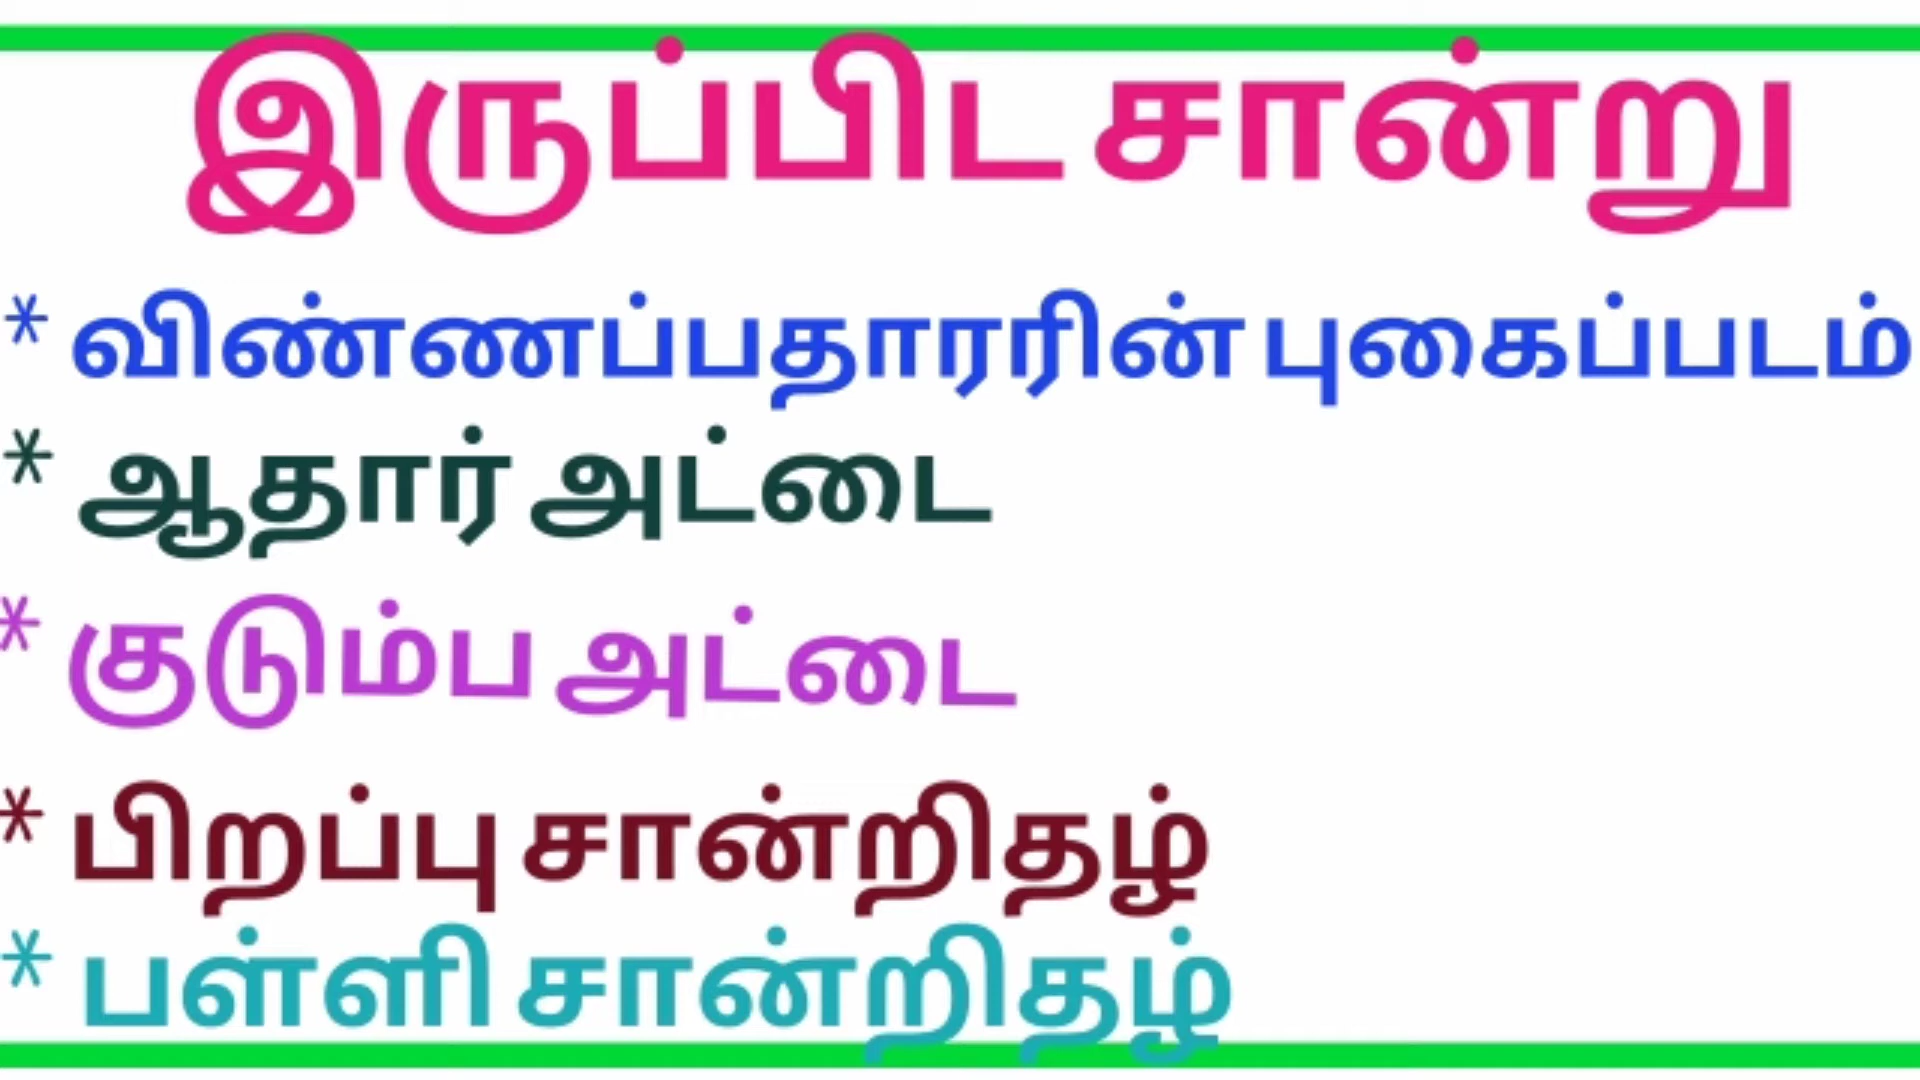 இருப்பிட சான்று
* விண்ணப்பதாரரின் புகைப்படம்
* ஆதார் அட்டை
* குடும்ப அட்டை
* பிறப்பு சான்றிதழ்
* பள்ளி சான்றிதழ்